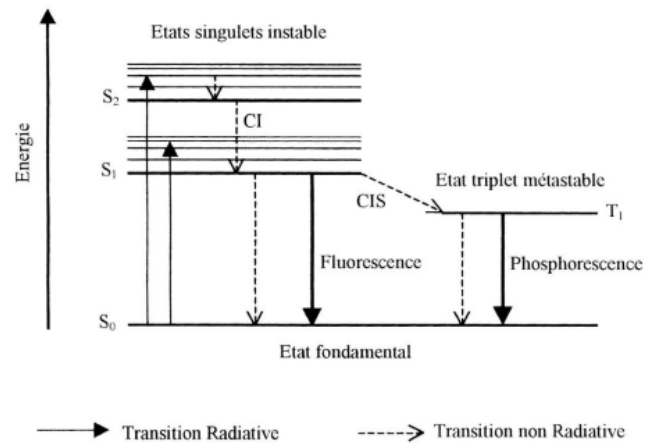 Etats singulets instable
S₂
CI
Energie
S₁
Etat triplet métastable
CIS
T₁
Fluorescence
Phosphorescence
S₀
Etat fondamental
Transition Radiative
Transition non Radiative